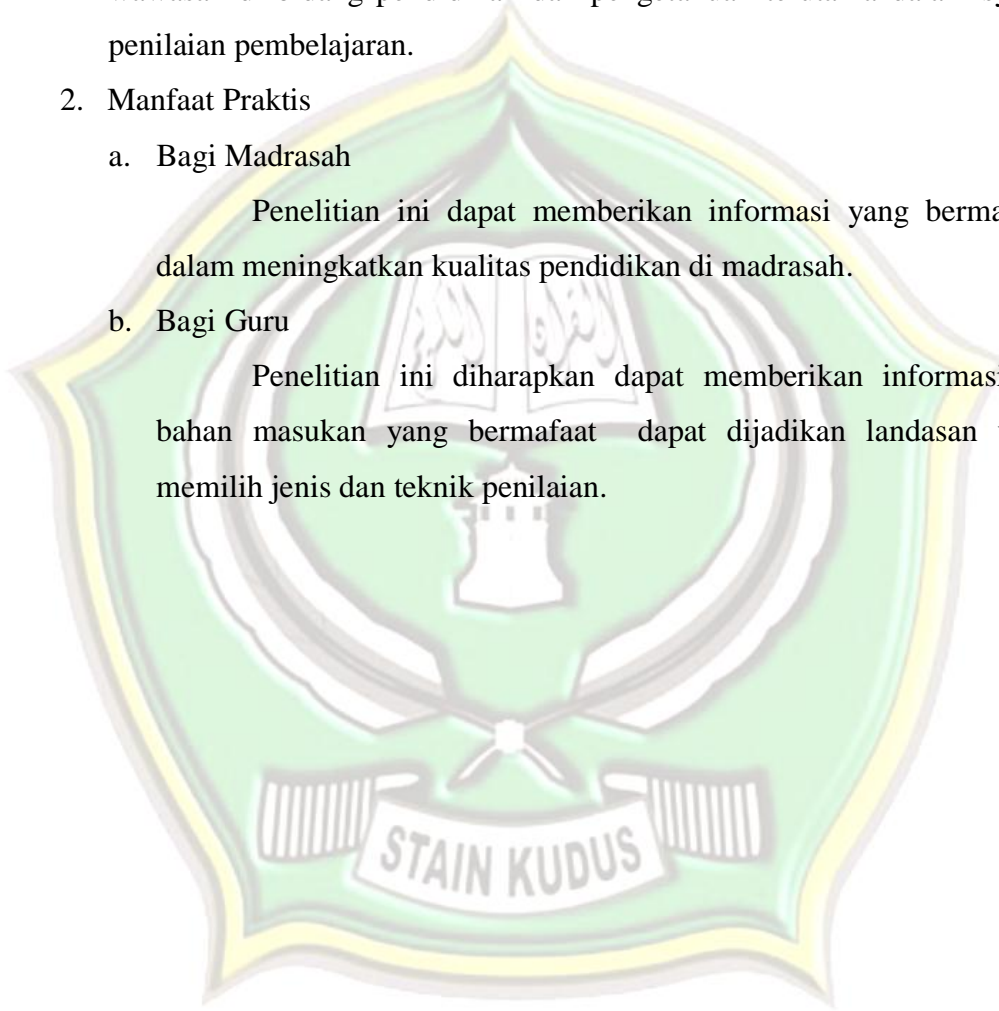 penilaian pembelajaran.
2. Manfaat Praktis
a. Bagi Madrasah
Penelitian ini dapat memberikan informasi yang
dalam meningkatkan kualitas pendidikan di madrasah.
b. Bagi Guru
Penelitian ini diharapkan dapat memberikan informasi
bahan masukan yang bermafaat dapat dijadikan landasan
memilih jenis dan teknik penilaian.
STAIN KUDUS